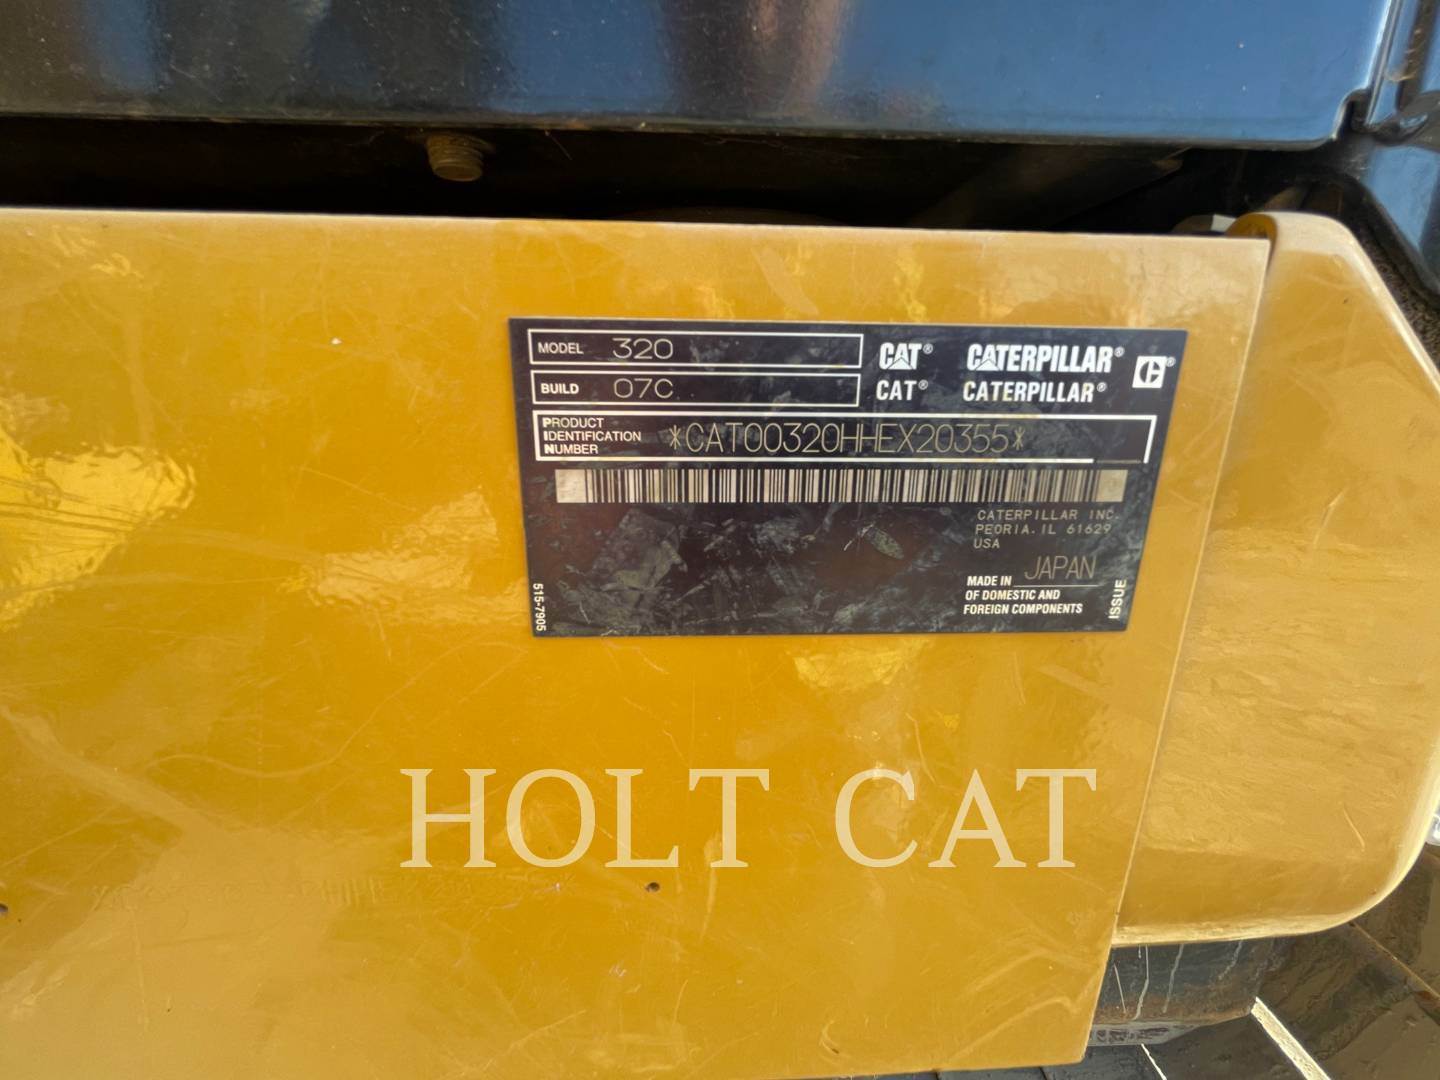 MODEL 320
BUILD 07C
CAT® CATERPILLAR® C®
CAT® CATERPILLAR®
PRODUCT
IDENTIFICATION
NUMBER
*CAT00320HHEX20355*
CATERPILLAR INC.
PEORIA, IL 61629
USA
MADE IN JAPAN
OF DOMESTIC AND
FOREIGN COMPONENTS
515-7905
ISSUE
HOLT CAT